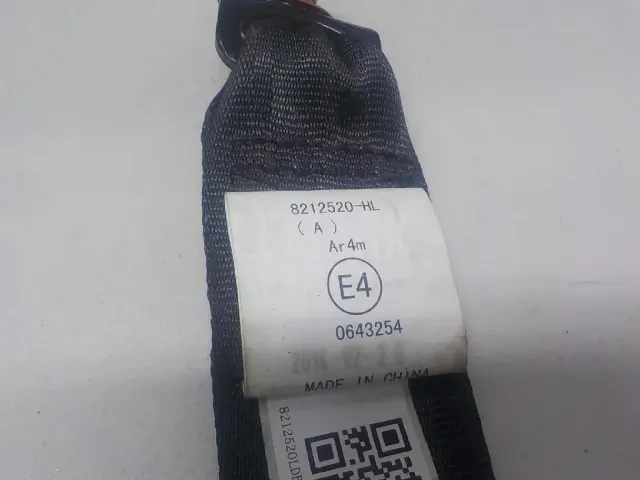 8212520-HL
(A)
Ar4m
E4
0643254
MADE IN CHINA